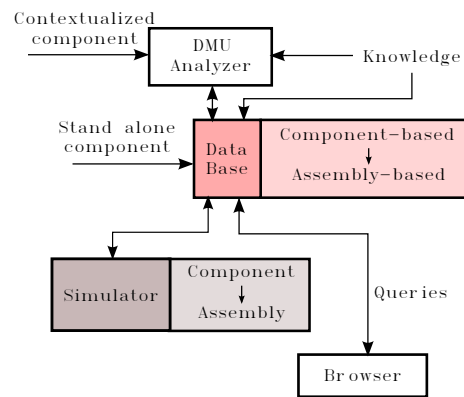 Contextualized
component
DMU
Analyzer
Knowledge
Stand alone
component
Data
Base
Component-based
Assembly-based
Simulator
Component
Assembly
Queries
Browser